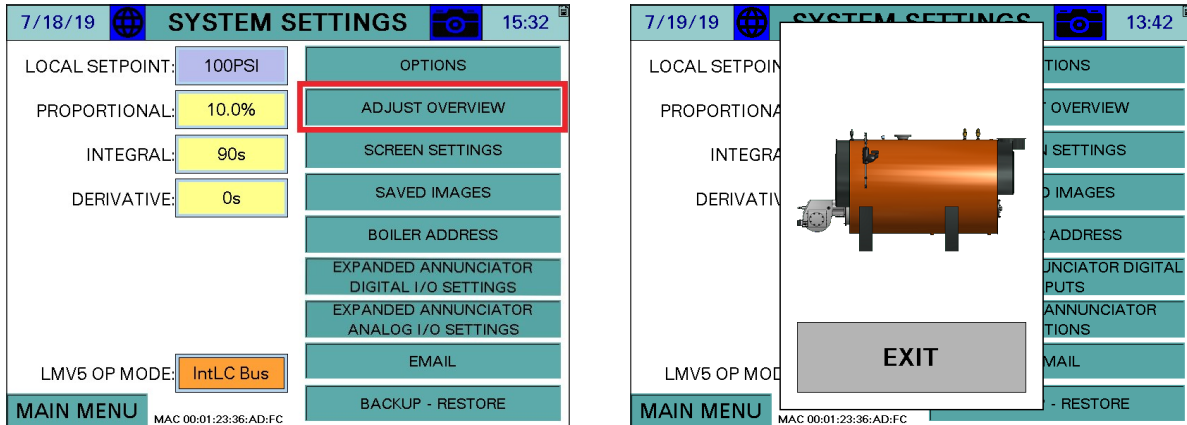 7/18/19 SYSTEM SETTINGS 15:32
LOCAL SETPOINT: 100PSI OPTIONS
PROPORTIONAL: 10.0% ADJUST OVERVIEW
INTEGRAL: 90s SCREEN SETTINGS
DERIVATIVE: 0s SAVED IMAGES
BOILER ADDRESS
EXPANDED ANNUNCIATOR
DIGITAL I/O SETTINGS
EXPANDED ANNUNCIATOR
ANALOG I/O SETTINGS
LMV5 OP MODE: IntLC Bus EMAIL
MAIN MENU MAC 00:01:23:36:AD:FC BACKUP - RESTORE
7/19/19 SYSTEM SETTINGS 13:42
LOCAL SETPOIN TIONS
PROPORTIONA OVERVIEW
INTEGRA SETTINGS
DERIVATIV IMAGES
ADDRESS
UNCIATOR DIGITAL
PUTS
ANNUNCIATOR
TIONS
EXIT
LMV5 OP MOD MAIL
MAIN MENU MAC 00:01:23:36:AD:FC - RESTORE